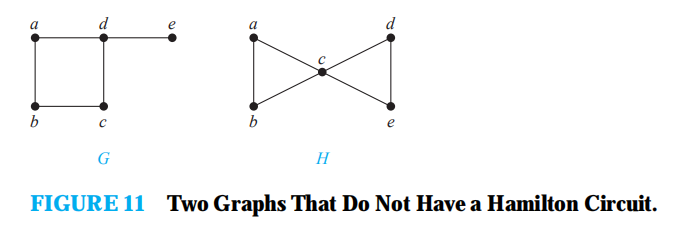 a d e a d
c
b c b e
G H
FIGURE 11 Two Graphs That Do Not Have a Hamilton Circuit.